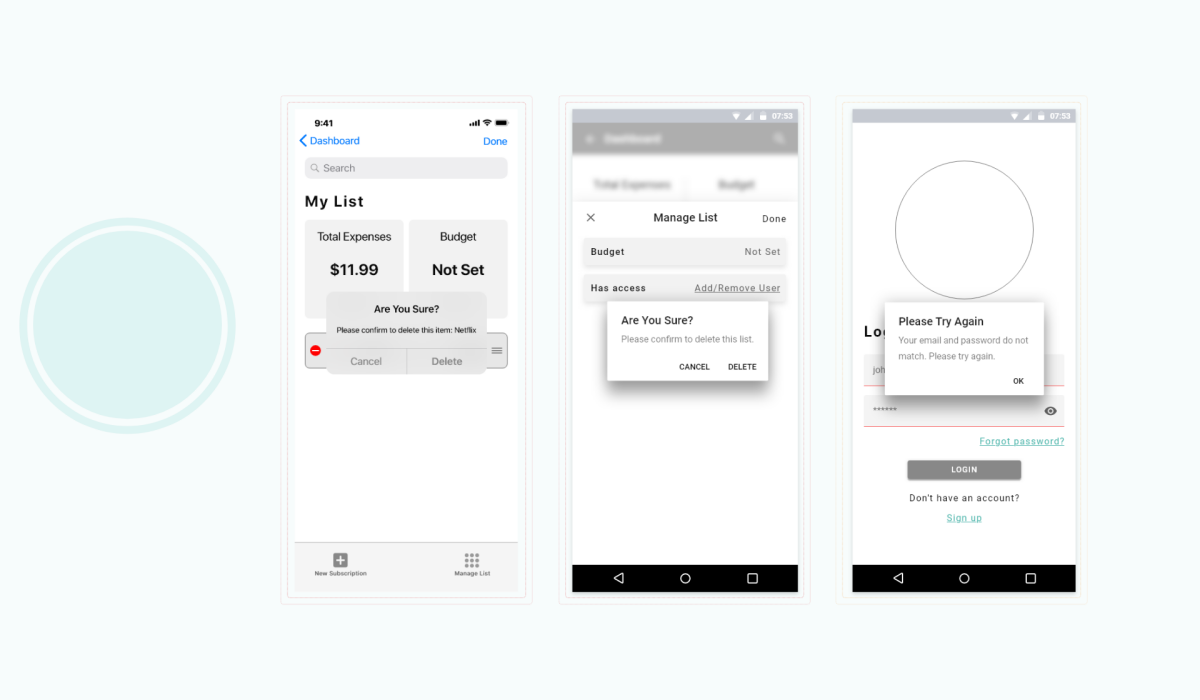 9:41
Dashboard
Done
Search
My List
Total Expenses
Budget
$11.99
Not Set
Are You Sure?
Please confirm to delete this item: Netflix
Cancel
Delete
New Subscription
Manage List
07:53
Dashboard
Total Expenses
Budget
Manage List
Done
Budget
Not Set
Has access
Add/Remove User
Are You Sure?
Please confirm to delete this list.
CANCEL
DELETE
07:53
Please Try Again
Your email and password do not
match. Please try again.
OK
******
Forgot password?
LOGIN
Don't have an account?
Sign up